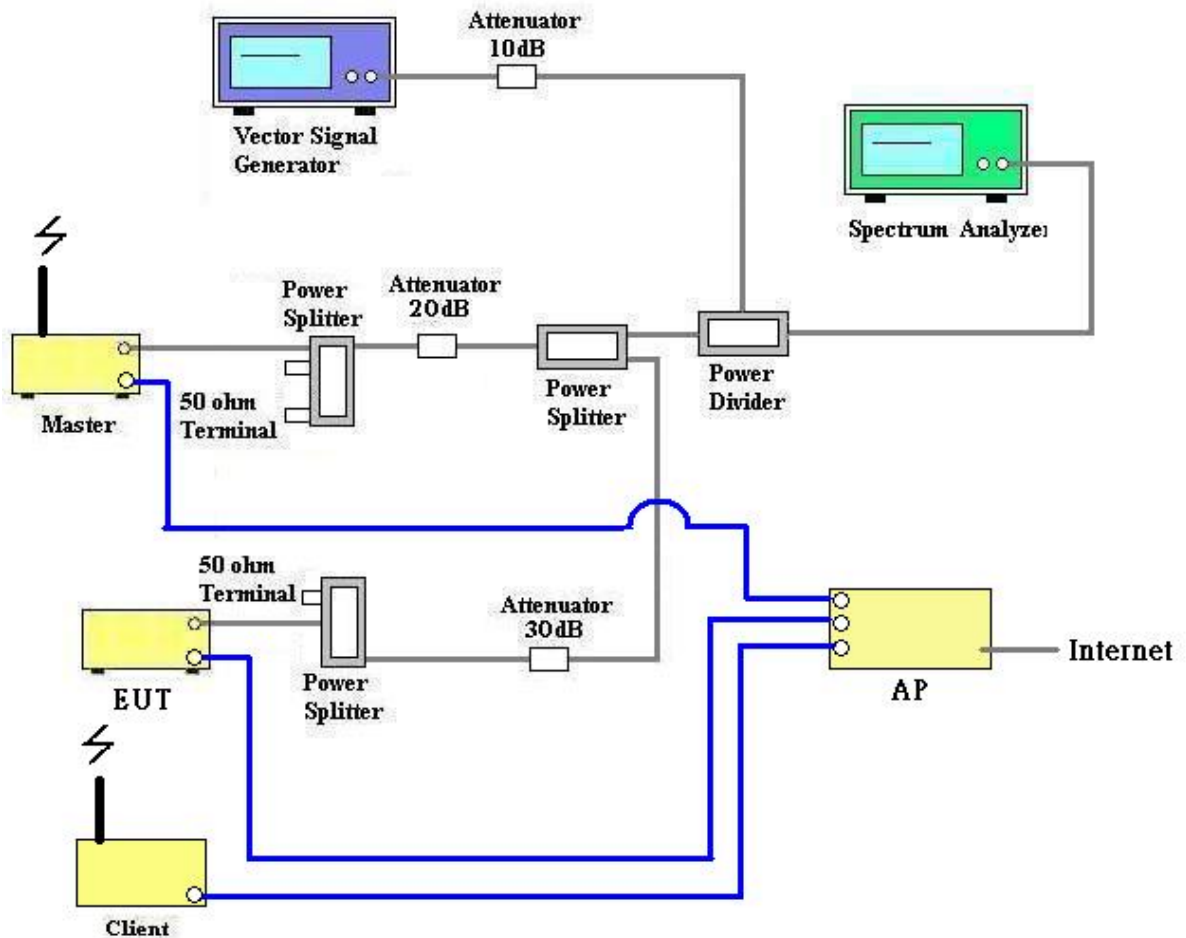 Attenuator
10dB
Vector Signal
Generator
Spectrum Analyzer
Power
Splitter
Attenuator
20dB
50 ohm
Terminal
Master
Power
Splitter
Power
Divider
50 ohm
Terminal
Attenuator
30dB
EUT
Power
Splitter
AP
Internet
Client